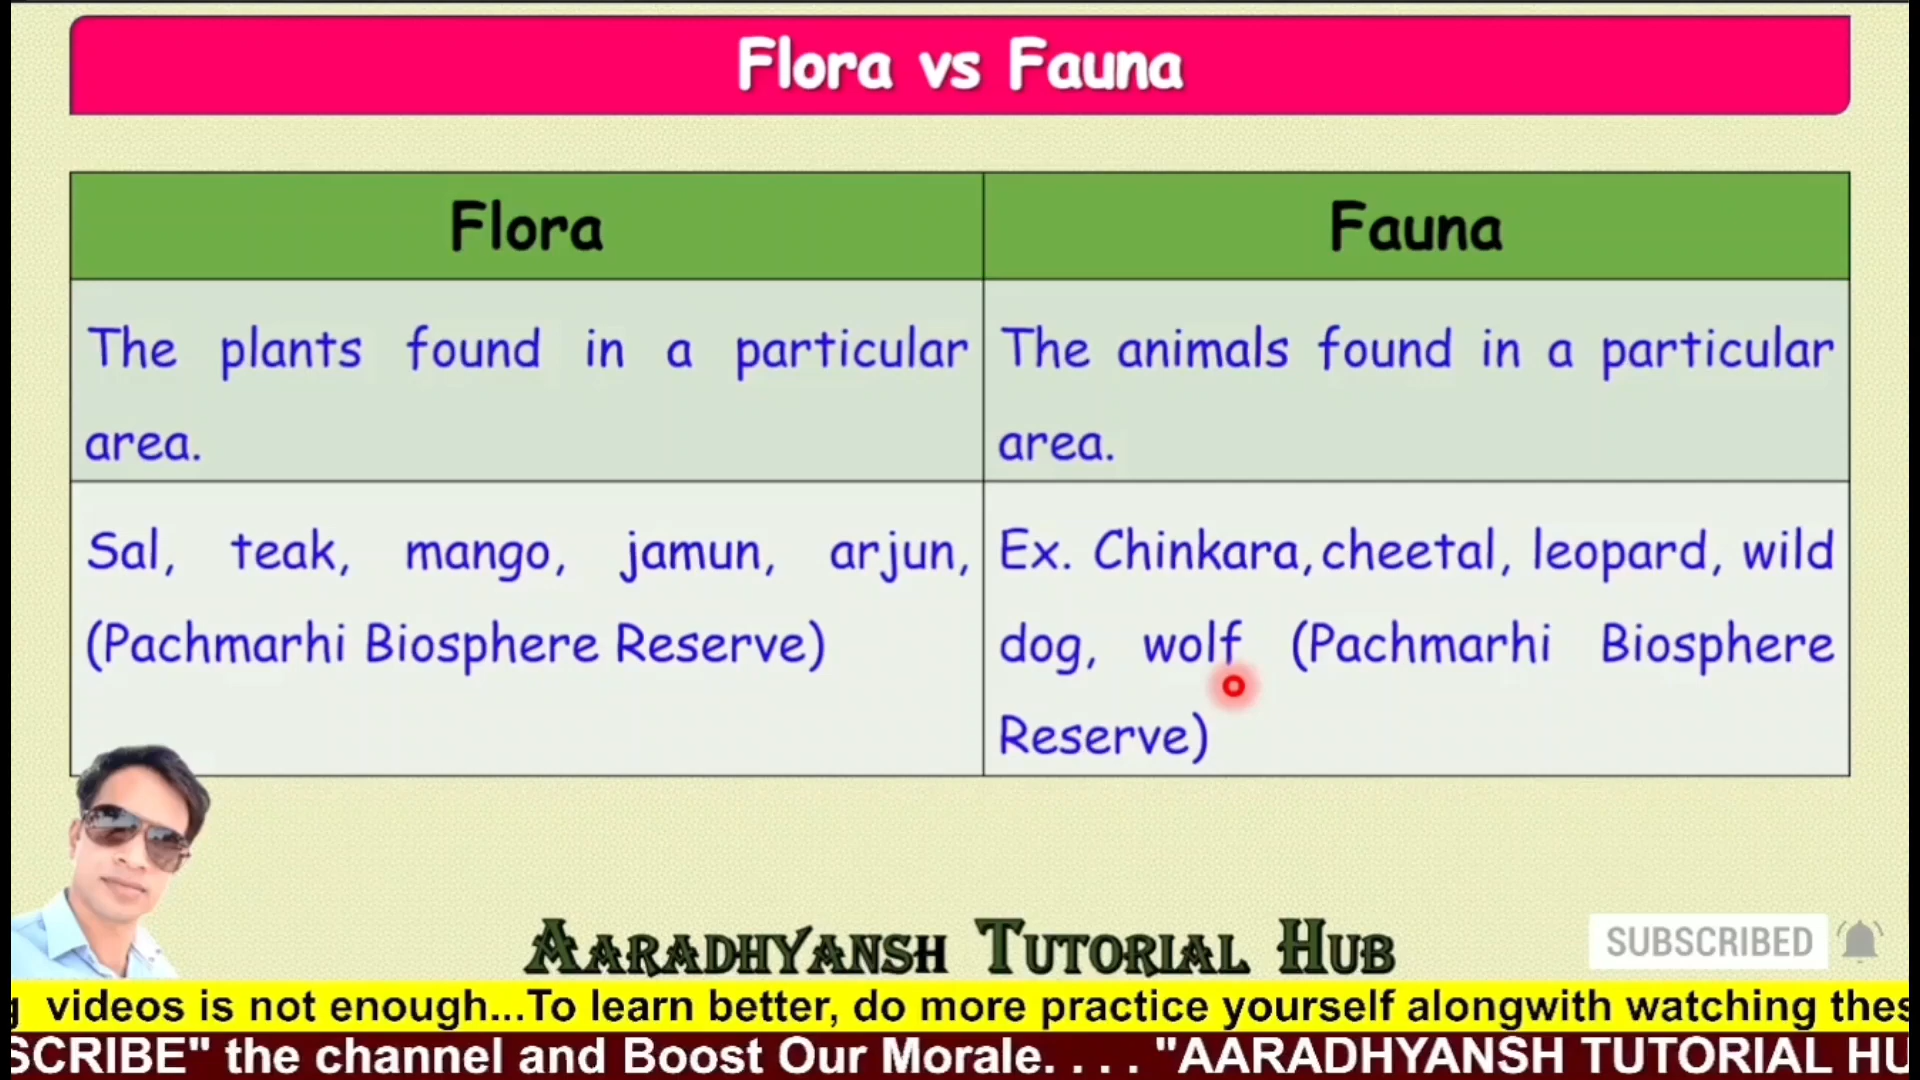 Flora vs Fauna
Flora
Fauna
The plants found in a particular
area.
The animals found in a particular
area.
Sal, teak, mango, jamun, arjun,
(Pachmarhi Biosphere Reserve)
Ex. Chinkara, cheetal, leopard, wild
dog, wolf (Pachmarhi Biosphere
Reserve)
AARADHYANSH TUTORIAL HUB
SUBSCRIBED
videos is not enough...To learn better, do more practice yourself alongwith watching thes
SCRIBE" the channel and Boost Our Morale. . . . "AARADHYANSH TUTORIAL HU